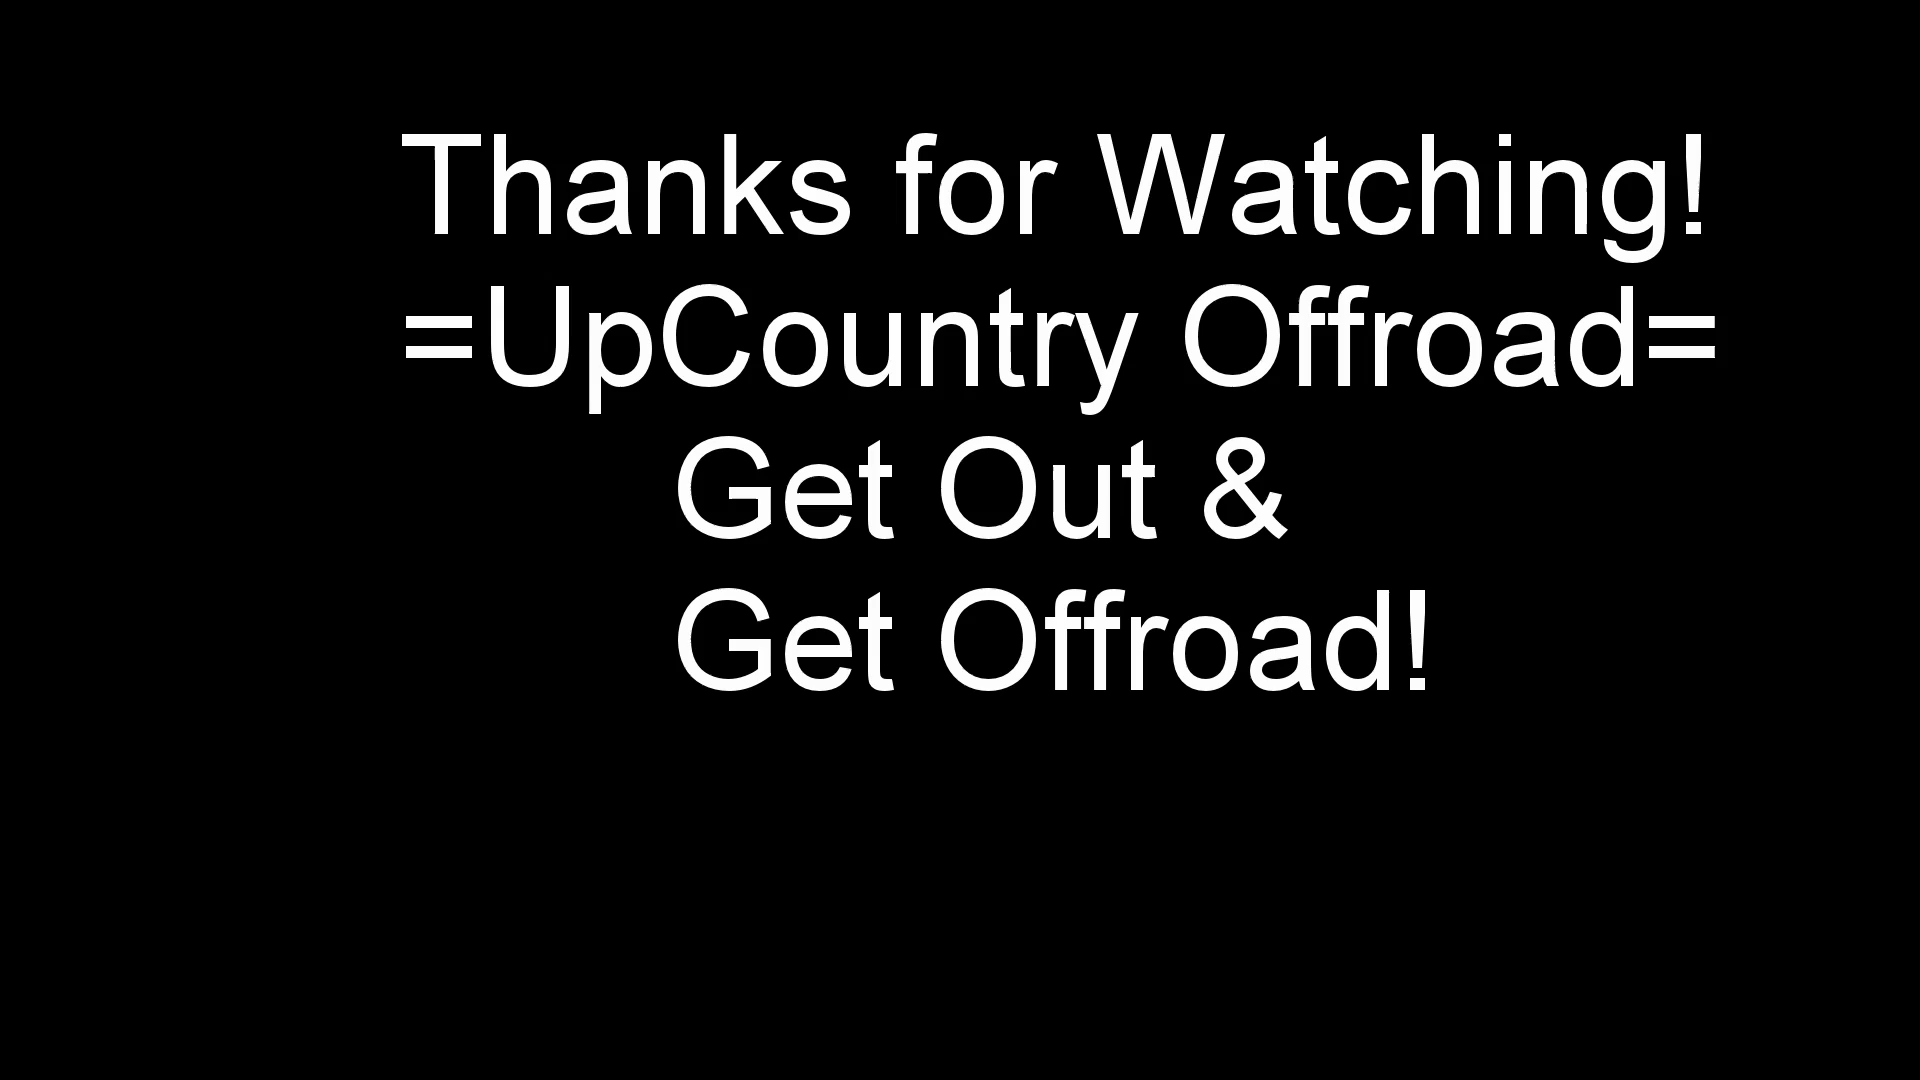 Thanks for Watching!
=UpCountry Offroad=
Get Out &
Get Offroad!